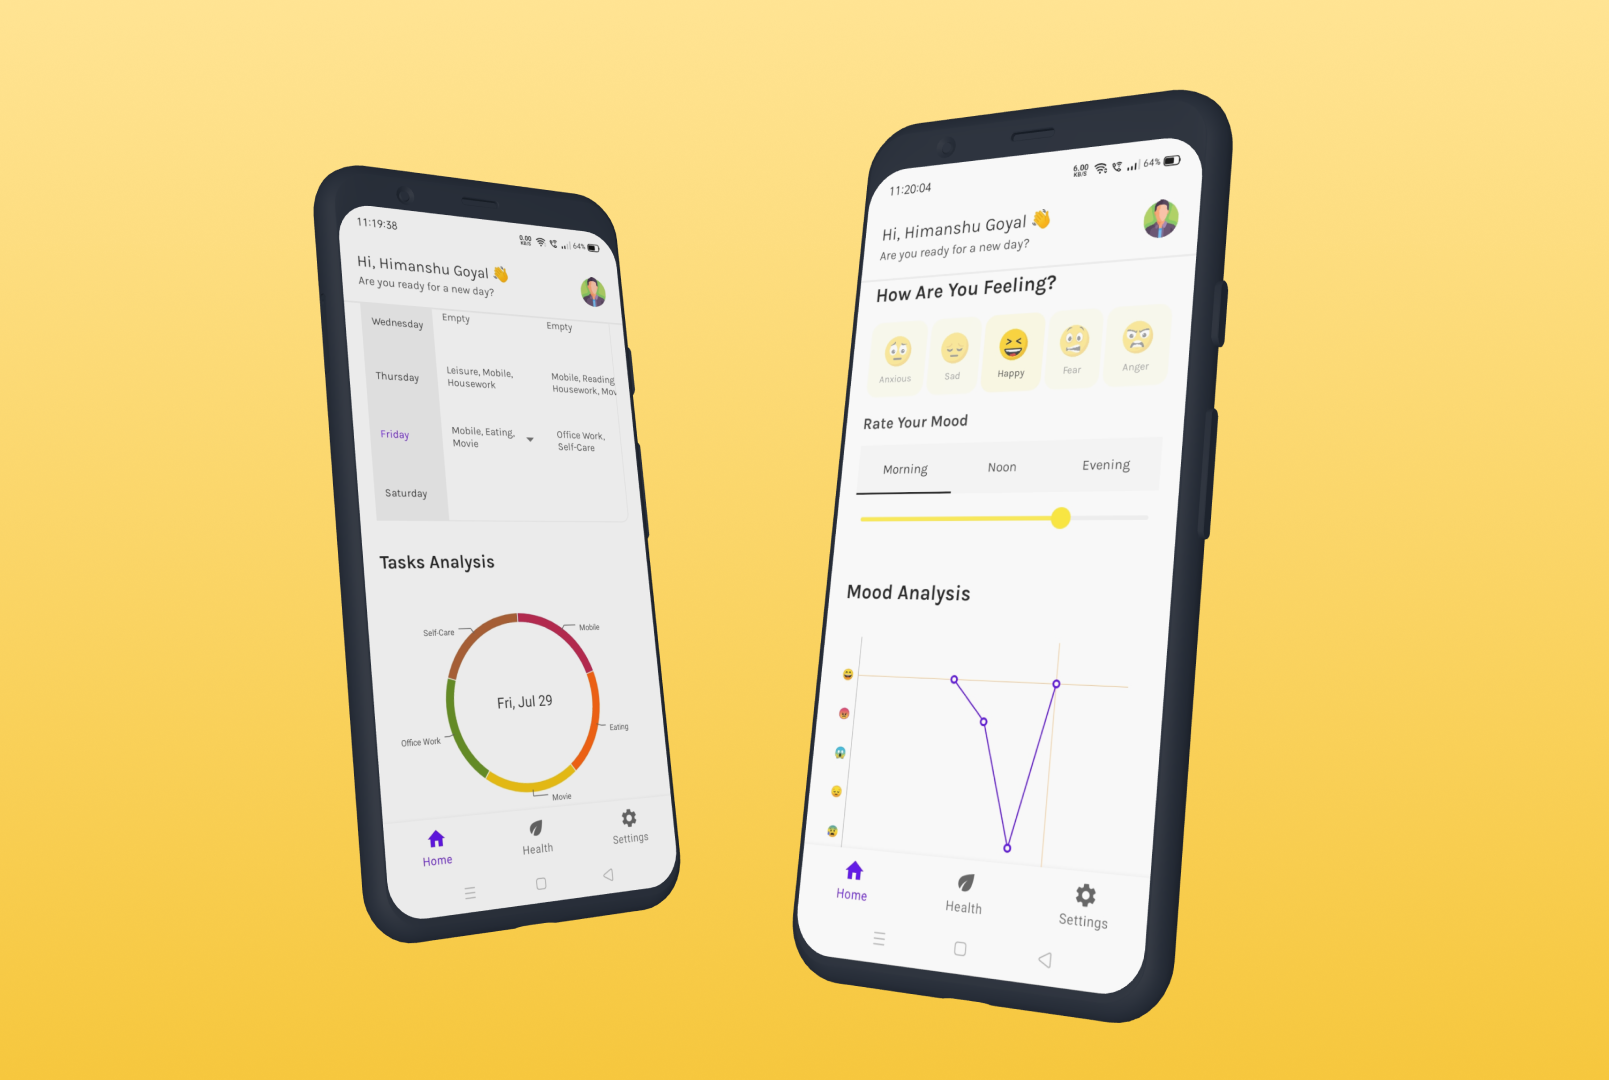 11:19:38
0.00
KB/S
64%
Hi, Himanshu Goyal
Are you ready for a new day?
Wednesday
Empty
Empty
Thursday
Leisure, Mobile,
Housework
Mobile, Reading
Housework, Mov
Friday
Mobile, Eating,
Movie
Office Work,
Self-Care
Saturday
Tasks Analysis
Self-Care
Mobile
Fri, Jul 29
Office Work
Eating
Movie
Home
Health
Settings
11:20:04
6.00
KB/S
64%
Hi, Himanshu Goyal
Are you ready for a new day?
How Are You Feeling?
Anxious
Sad
Happy
Fear
Anger
Rate Your Mood
Morning
Noon
Evening
Mood Analysis
Home
Health
Settings